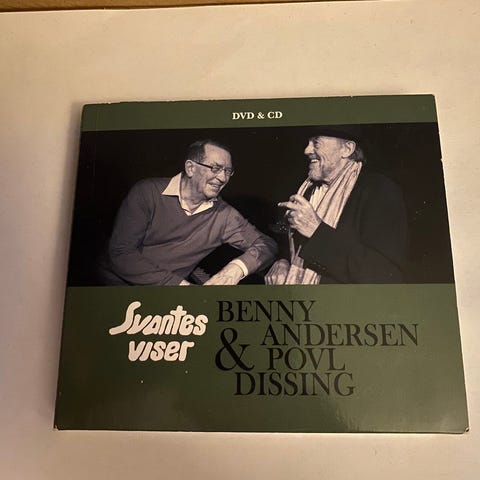 DVD & CD
Svantes
viser
BENNY
ANDERSEN
& POVL
DISSING